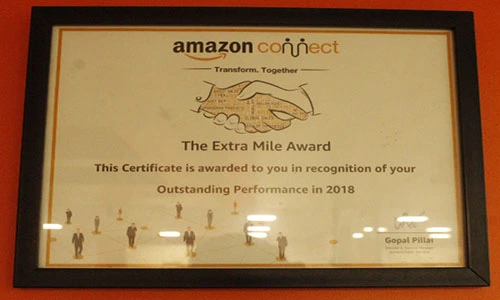 amazon connect
Transform. Together
The Extra Mile Award
This Certificate is awarded to you in recognition of your
Outstanding Performance in 2018
Gopal Pillai